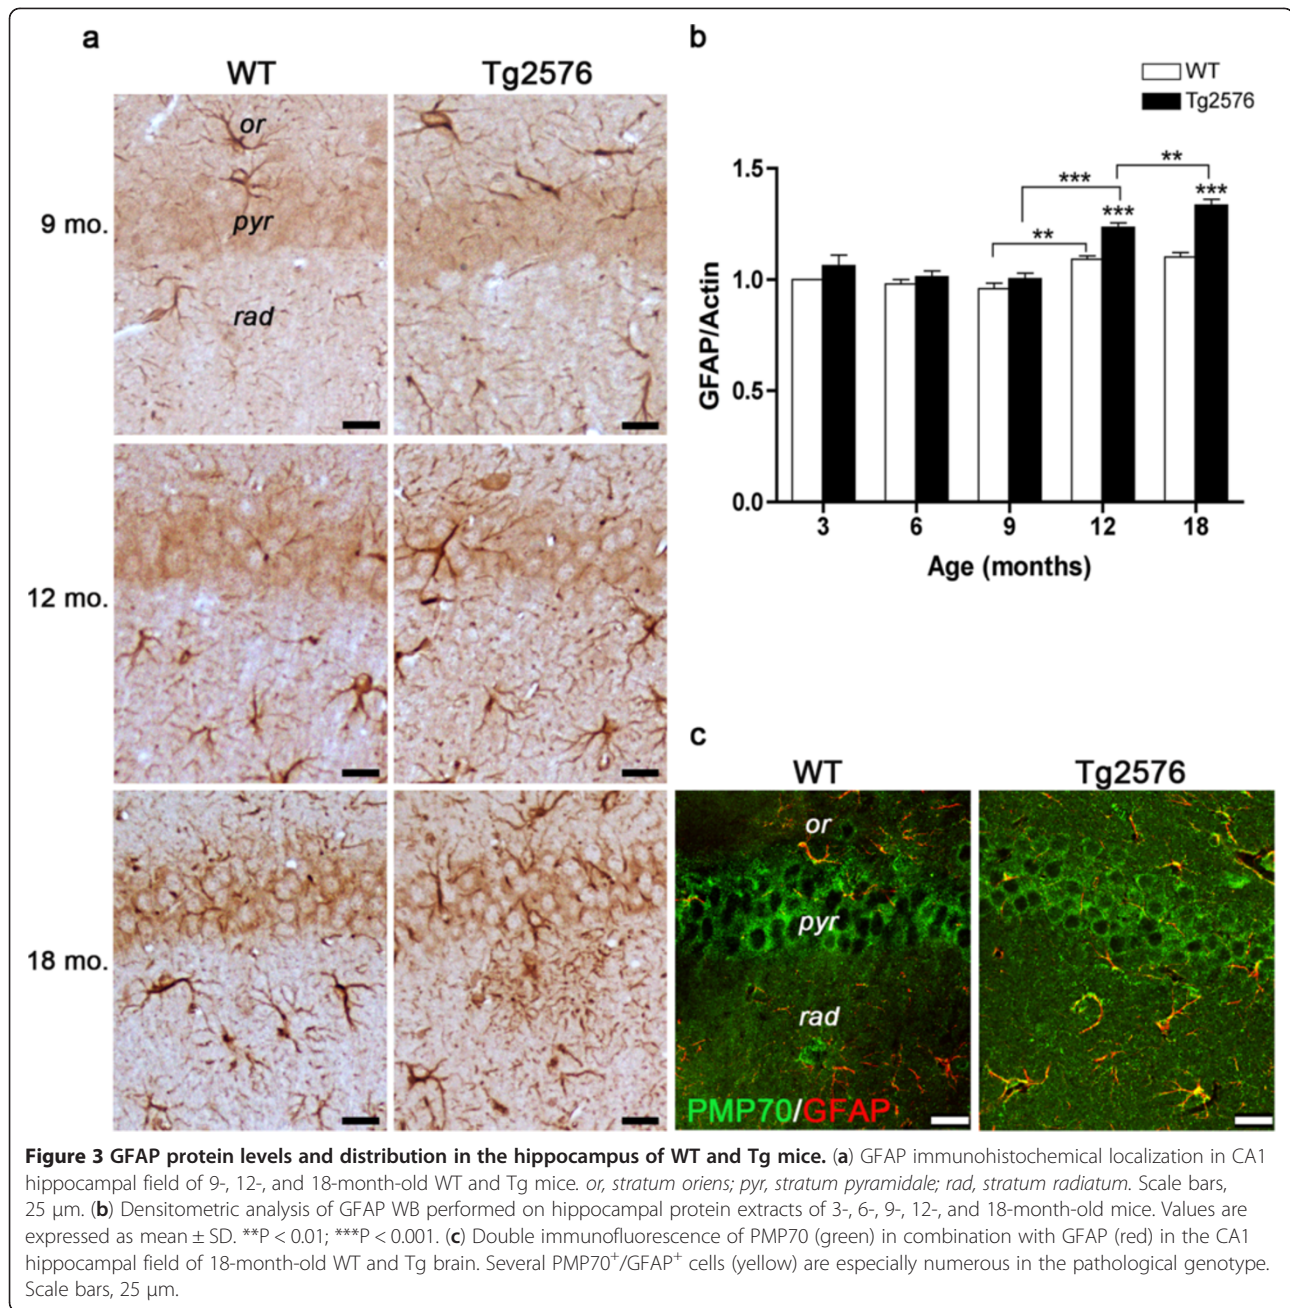 a
WT Tg2576
9 mo.
or
pyr
rad
12 mo.
18 mo.
b
WT
Tg2576
GFAP/Actin
1.5
1.0
0.5
0.0
** *** *** ** ***
3 6 9 12 18
Age (months)
c
WT Tg2576
or
pyr
rad
PMP70/GFAP
Figure 3 GFAP protein levels and distribution in the hippocampus of WT and Tg mice. (a) GFAP immunohistochemical localization in CA1
hippocampal field of 9-, 12-, and 18-month-old WT and Tg mice. or, stratum oriens; pyr, stratum pyramidale; rad, stratum radiatum. Scale bars,
25 μm. (b) Densitometric analysis of GFAP WB performed on hippocampal protein extracts of 3-, 6-, 9-, 12-, and 18-month-old mice. Values are
expressed as mean ± SD. **P < 0.01; ***P < 0.001. (c) Double immunofluorescence of PMP70 (green) in combination with GFAP (red) in the CA1
hippocampal field of 18-month-old WT and Tg brain. Several PMP70⁺/GFAP⁺ cells (yellow) are especially numerous in the pathological genotype.
Scale bars, 25 μm.